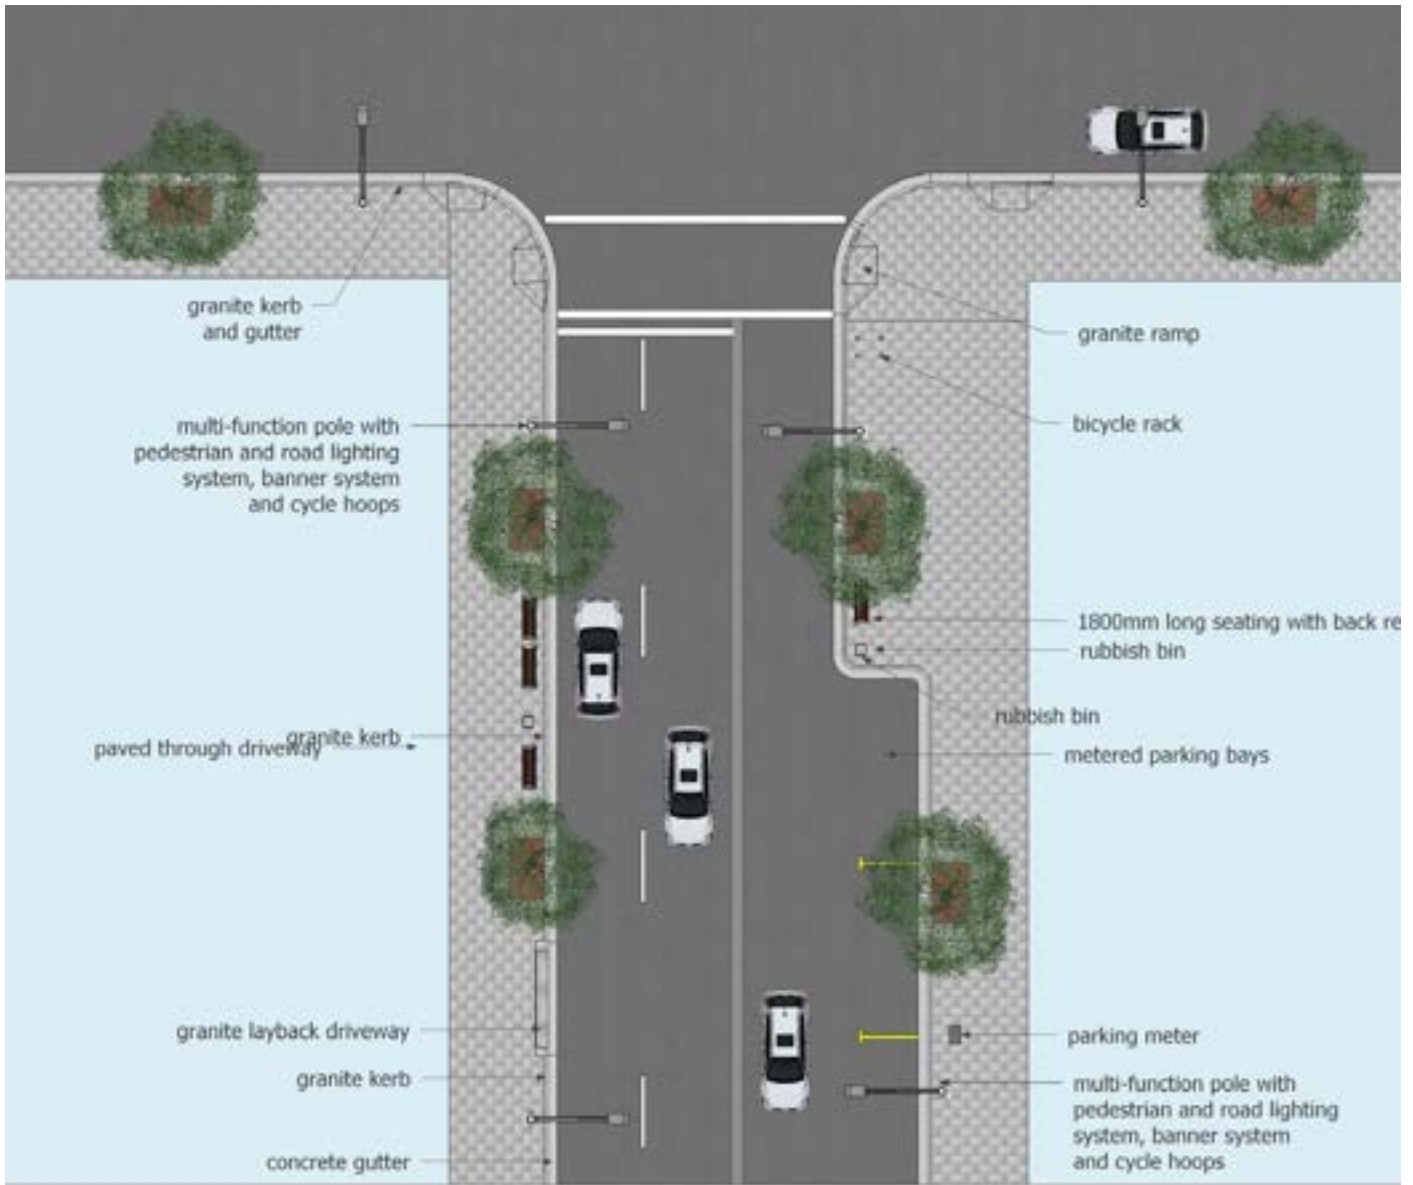 granite kerb
and gutter
granite ramp
bicycle rack
multi-function pole with
pedestrian and road lighting
system, banner system
and cycle hoops
1800mm long seating with back re
rubbish bin
rubbish bin
granite kerb
paved through driveway
metered parking bays
granite layback driveway
parking meter
granite kerb
multi-function pole with
pedestrian and road lighting
system, banner system
and cycle hoops
concrete gutter